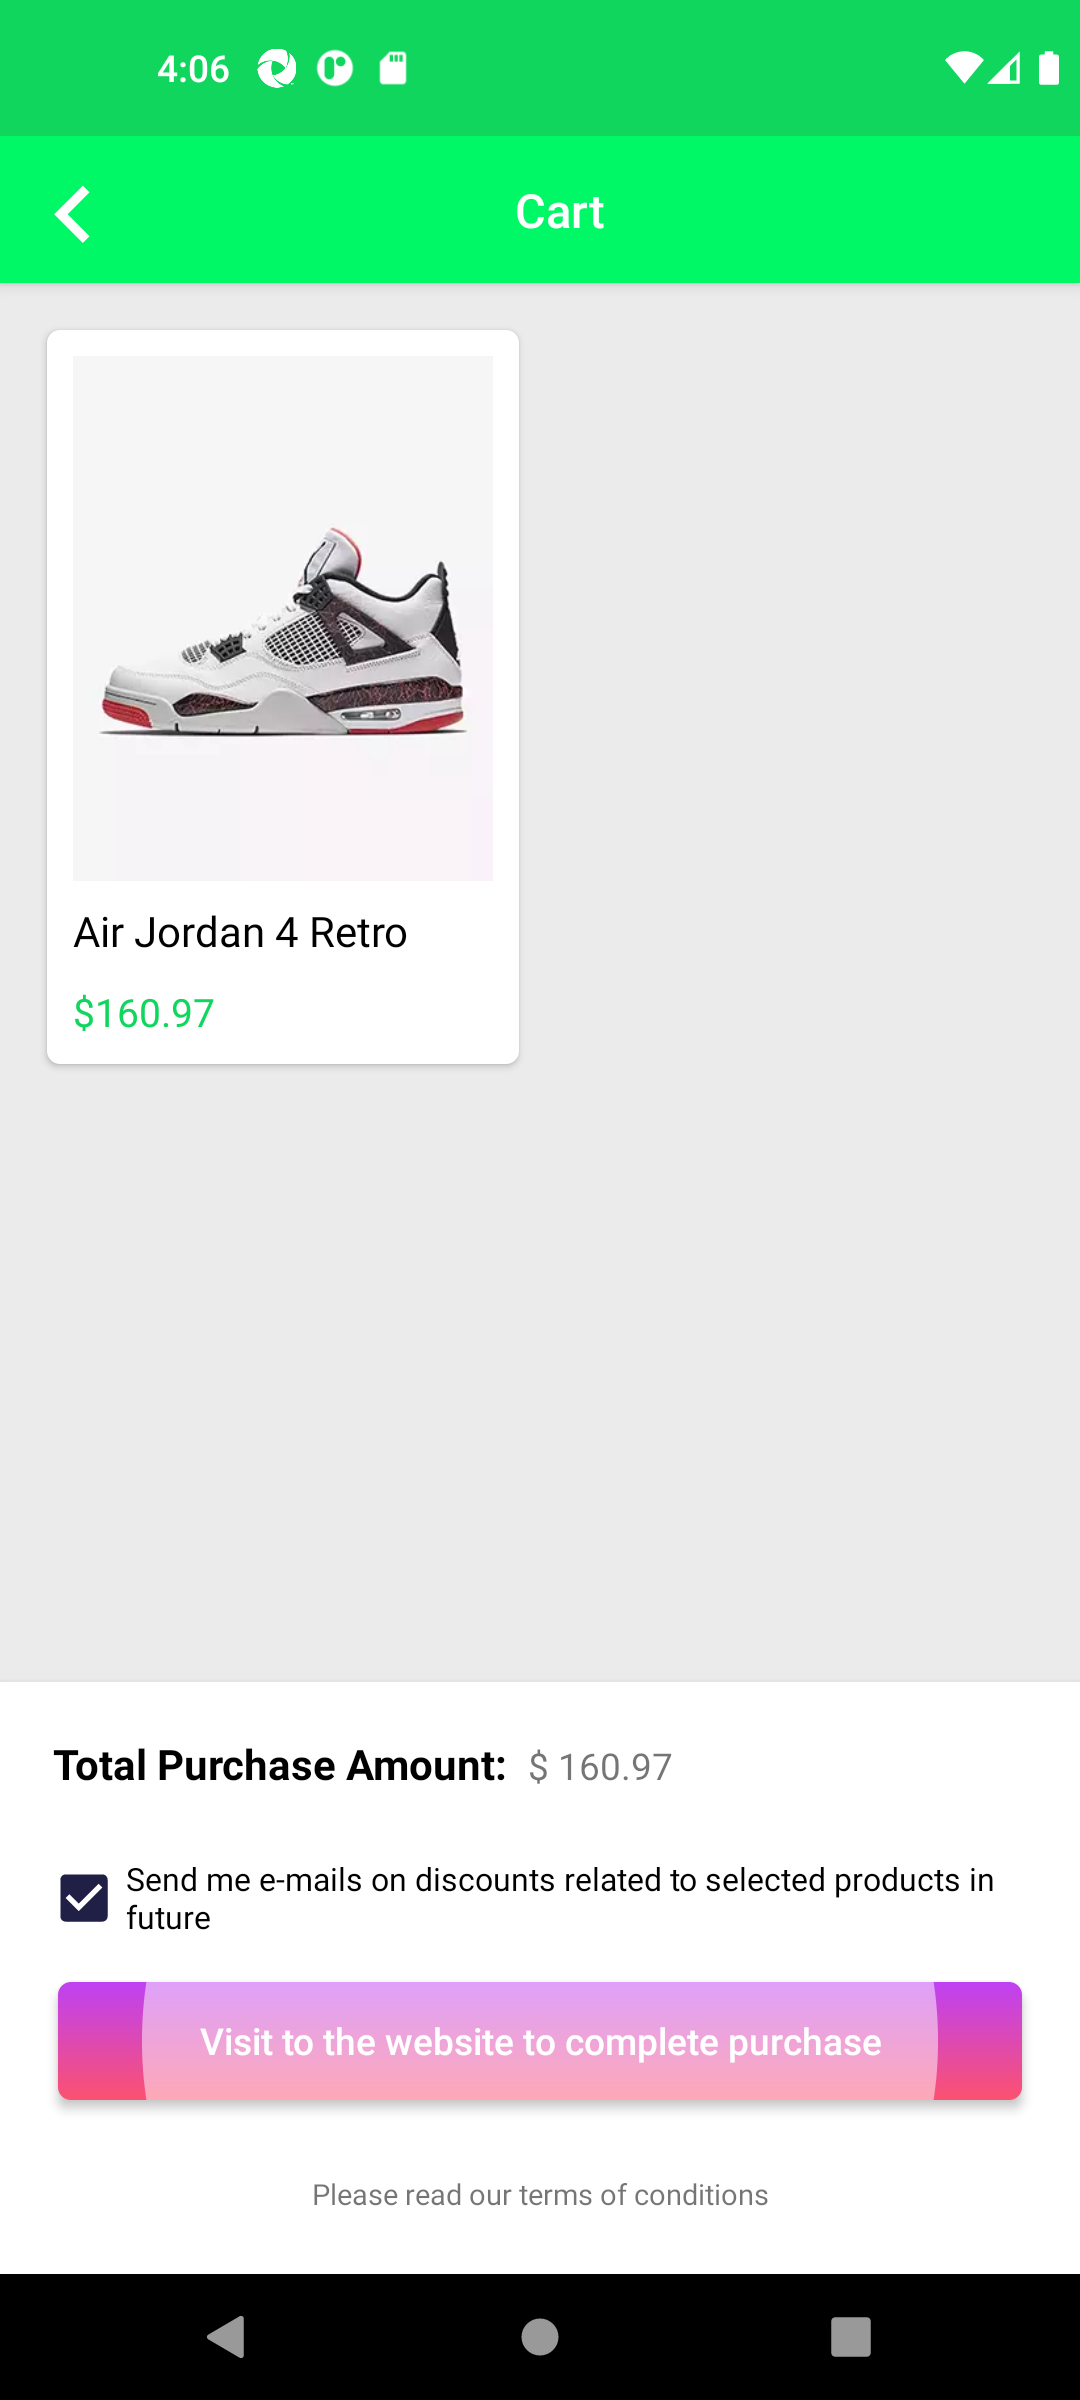 4:06
Cart
Air Jordan 4 Retro
$160.97
Total Purchase Amount: $ 160.97
Send me e-mails on discounts related to selected products in
future
Visit to the website to complete purchase
Please read our terms of conditions